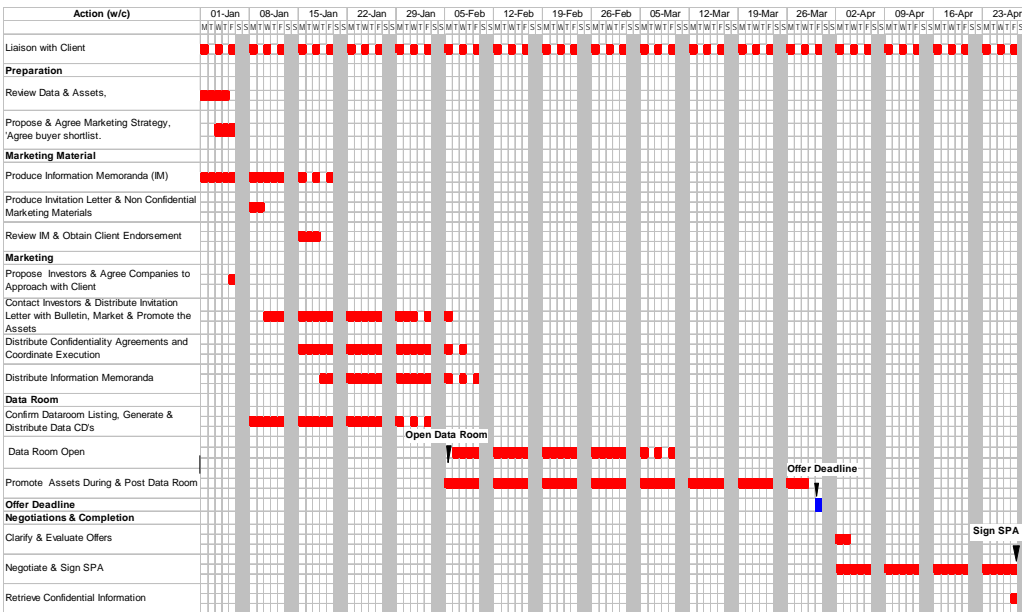 Action (w/c) 01-Jan 08-Jan 15-Jan 22-Jan 29-Jan 05-Feb 12-Feb 19-Feb 26-Feb 05-Mar 12-Mar 19-Mar 26-Mar 02-Apr 09-Apr 16-Apr 23-Apr
M T W T F S S M T W T F S S M T W T F S S M T W T F S S M T W T F S S M T W T F S S M T W T F S S M T W T F S S M T W T F S S M T W T F S S M T W T F S S M T W T F S S M T W T F S S M T W T F S S M T W T F S S M T W T F S S M T W T F S
Liaison with Client
Preparation
Review Data & Assets,
Propose & Agree Marketing Strategy,
'Agree buyer shortlist.
Marketing Material
Produce Information Memoranda (IM)
Produce Invitation Letter & Non Confidential
Marketing Materials
Review IM & Obtain Client Endorsement
Marketing
Propose Investors & Agree Companies to
Approach with Client
Contact Investors & Distribute Invitation
Letter with Bulletin, Market & Promote the
Assets
Distribute Confidentiality Agreements and
Coordinate Execution
Distribute Information Memoranda
Data Room
Confirm Dataroom Listing, Generate &
Distribute Data CD's
Open Data Room
Data Room Open
Offer Deadline
Promote Assets During & Post Data Room
Offer Deadline
Negotiations & Completion
Sign SPA
Clarify & Evaluate Offers
Negotiate & Sign SPA
Retrieve Confidential Information